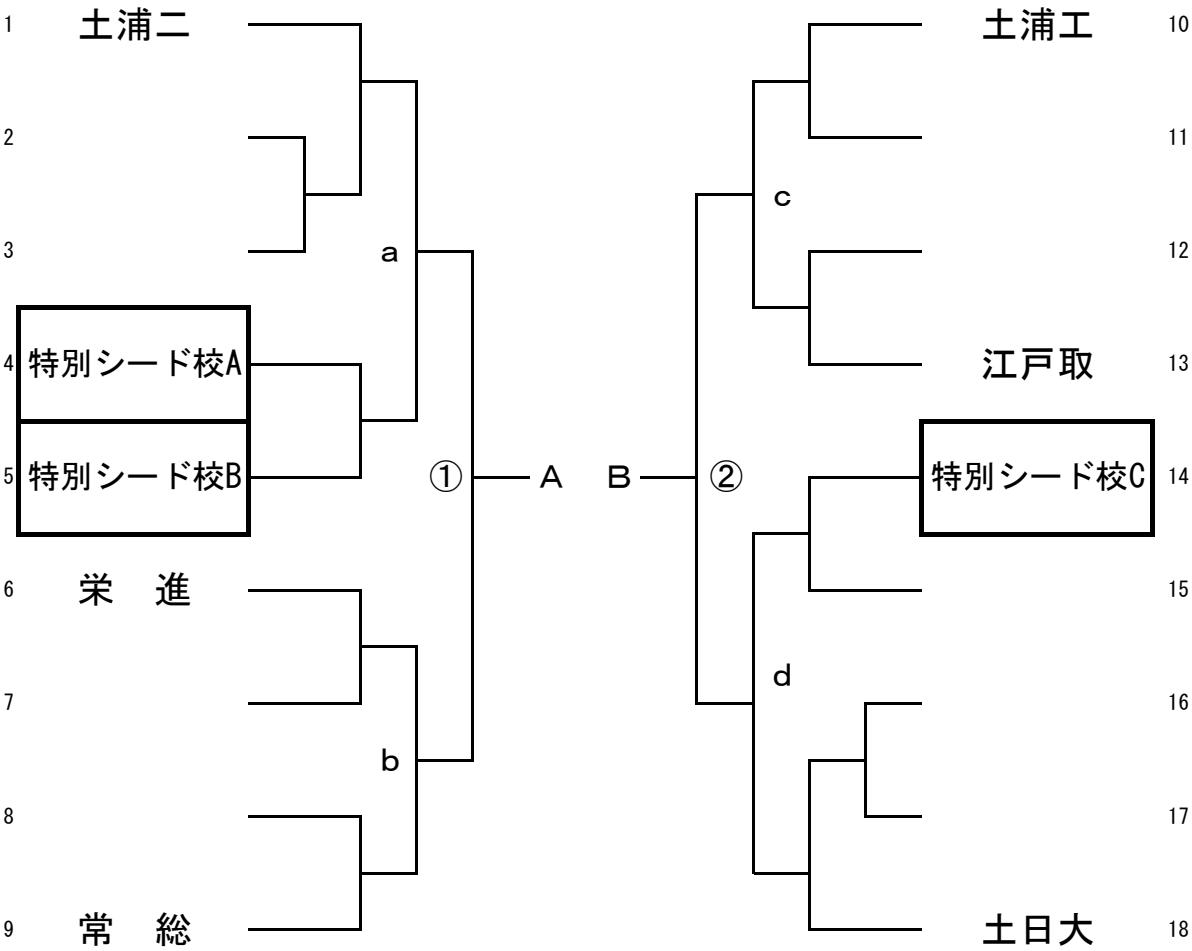 1 土浦二
2
3
a
4 特別シード校A
5 特別シード校B
① A
6 栄 進
7
b
8
9 常 総
土浦工 10
11
c
12
江戸取 13
B ②
特別シード校C 14
15
d
16
17
土日大 18